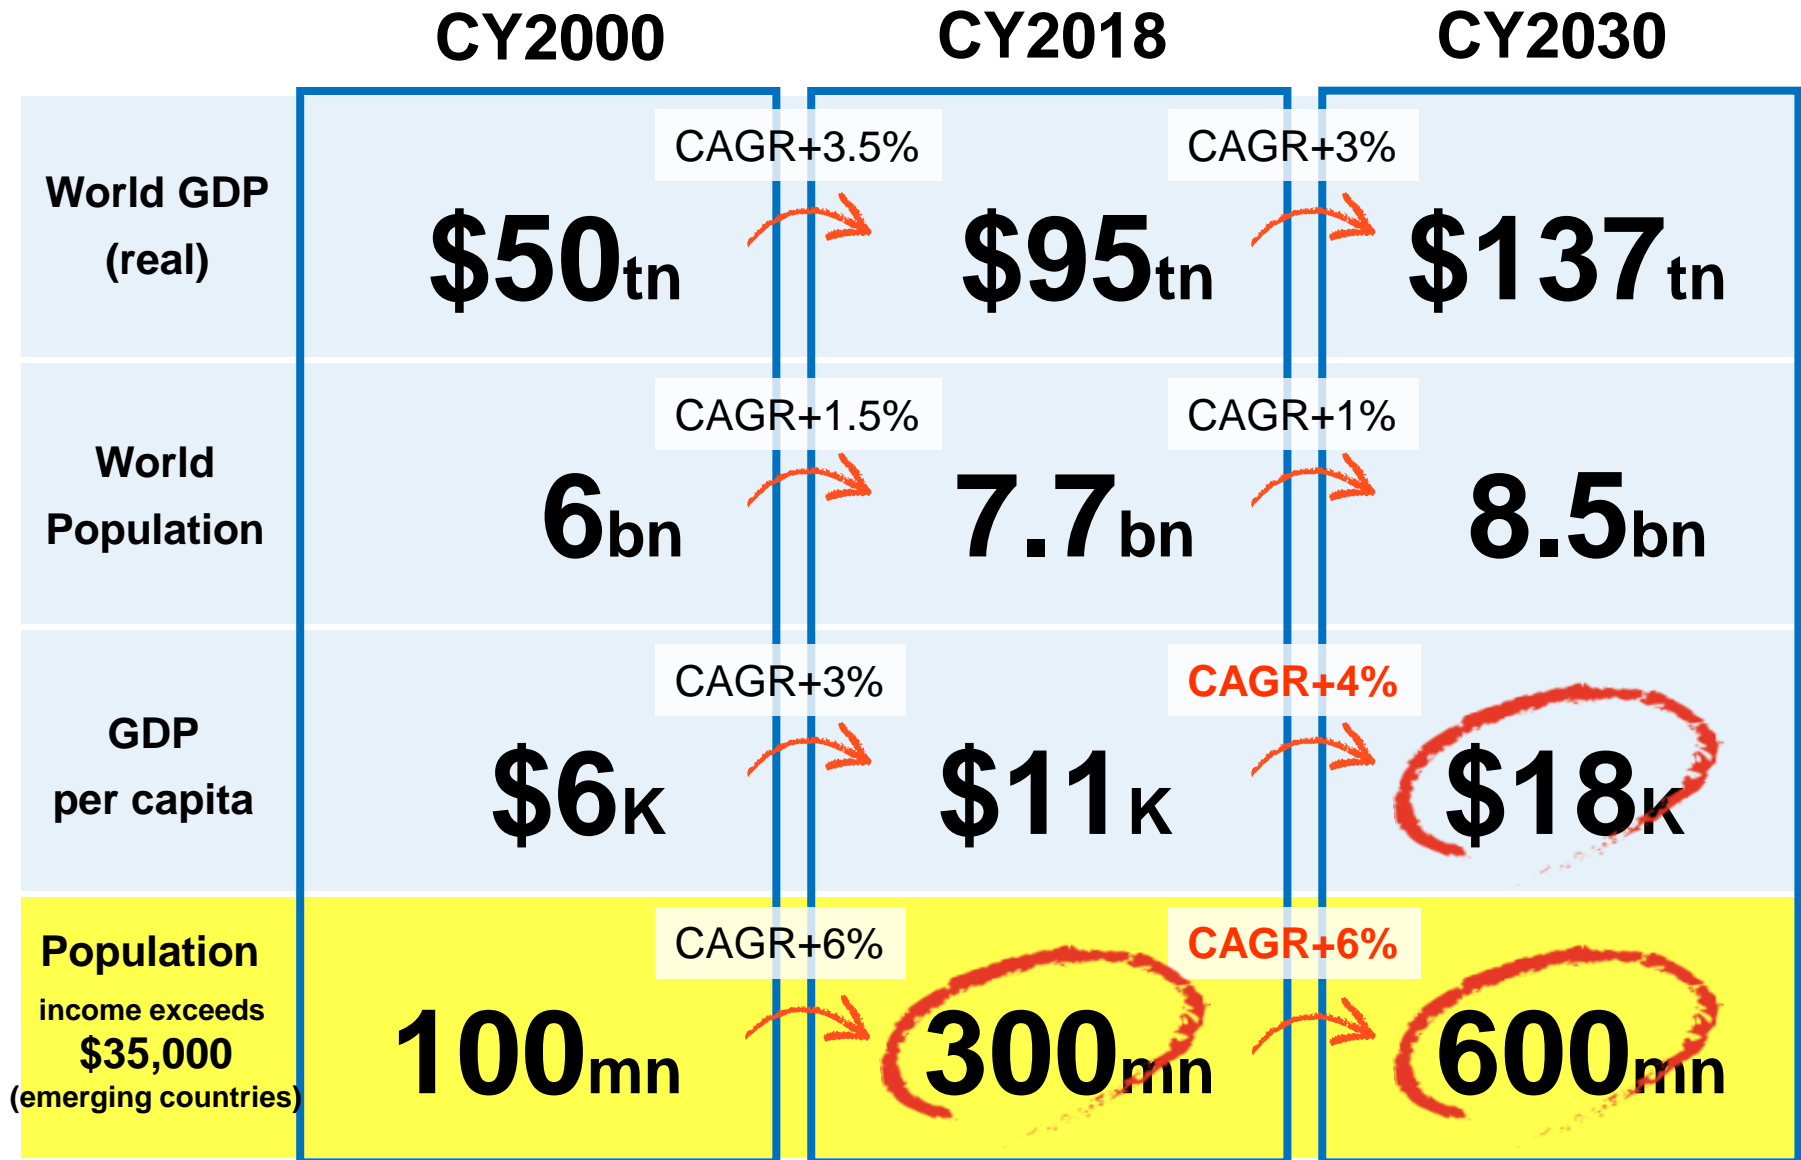 CY2000 CY2018 CY2030
CAGR+3.5% CAGR+3%
World GDP
(real)
$50tn $95tn $137tn
CAGR+1.5% CAGR+1%
World
Population
6bn 7.7bn 8.5bn
CAGR+3% CAGR+4%
GDP
per capita
$6K $11K $18K
CAGR+6% CAGR+6%
Population
income exceeds
$35,000
(emerging countries)
100mn 300mn 600mn